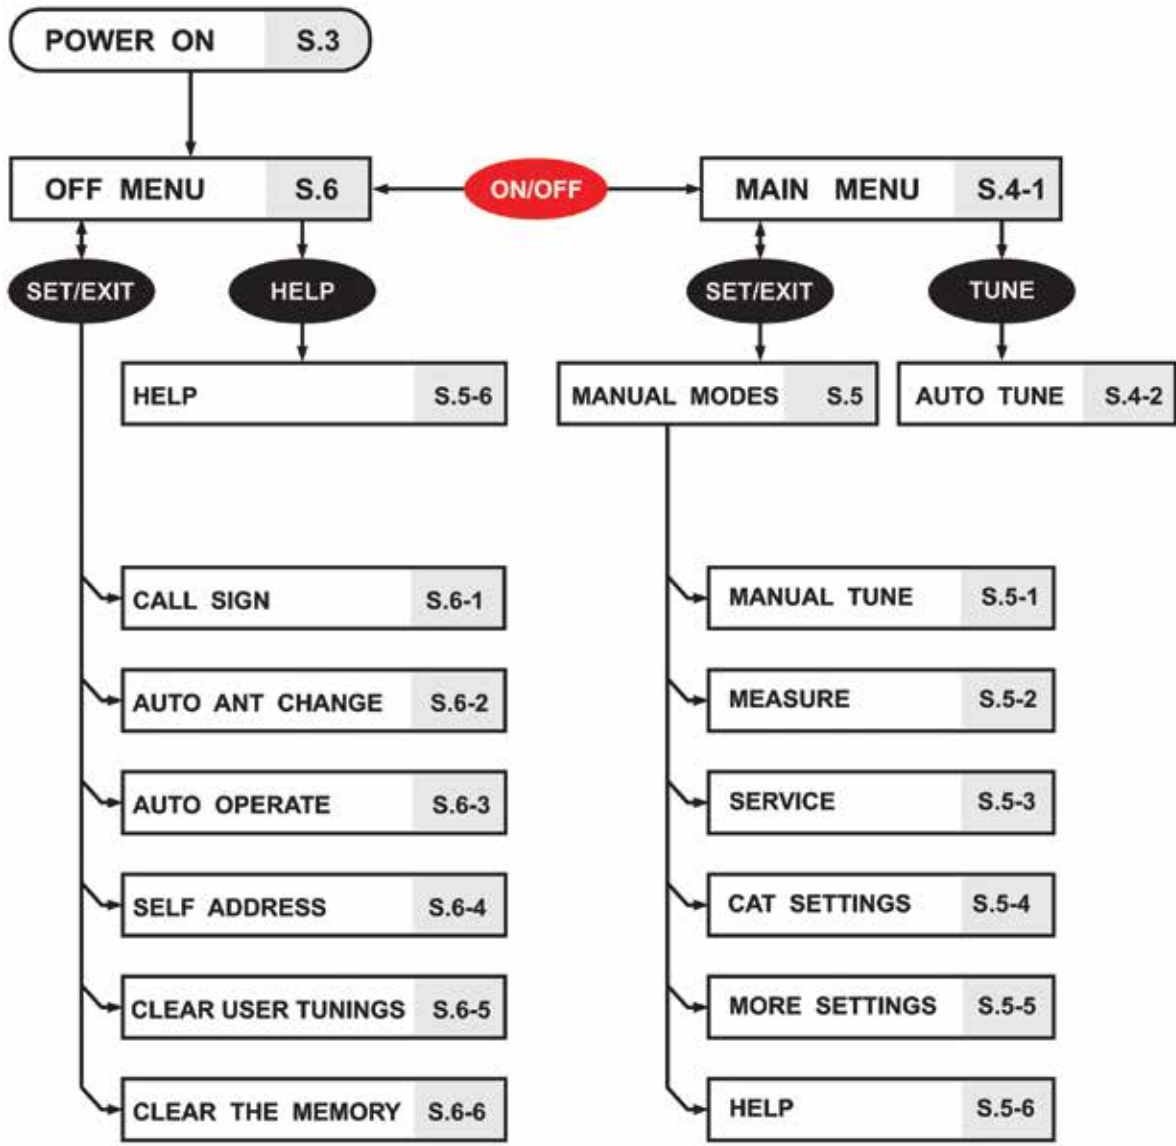 POWER ON S.3
OFF MENU S.6
ON/OFF
MAIN MENU S.4-1
SET/EXIT
HELP
SET/EXIT
TUNE
HELP S.5-6
MANUAL MODES S.5
AUTO TUNE S.4-2
CALL SIGN S.6-1
AUTO ANT CHANGE S.6-2
AUTO OPERATE S.6-3
SELF ADDRESS S.6-4
CLEAR USER TUNINGS S.6-5
CLEAR THE MEMORY S.6-6
MANUAL TUNE S.5-1
MEASURE S.5-2
SERVICE S.5-3
CAT SETTINGS S.5-4
MORE SETTINGS S.5-5
HELP S.5-6